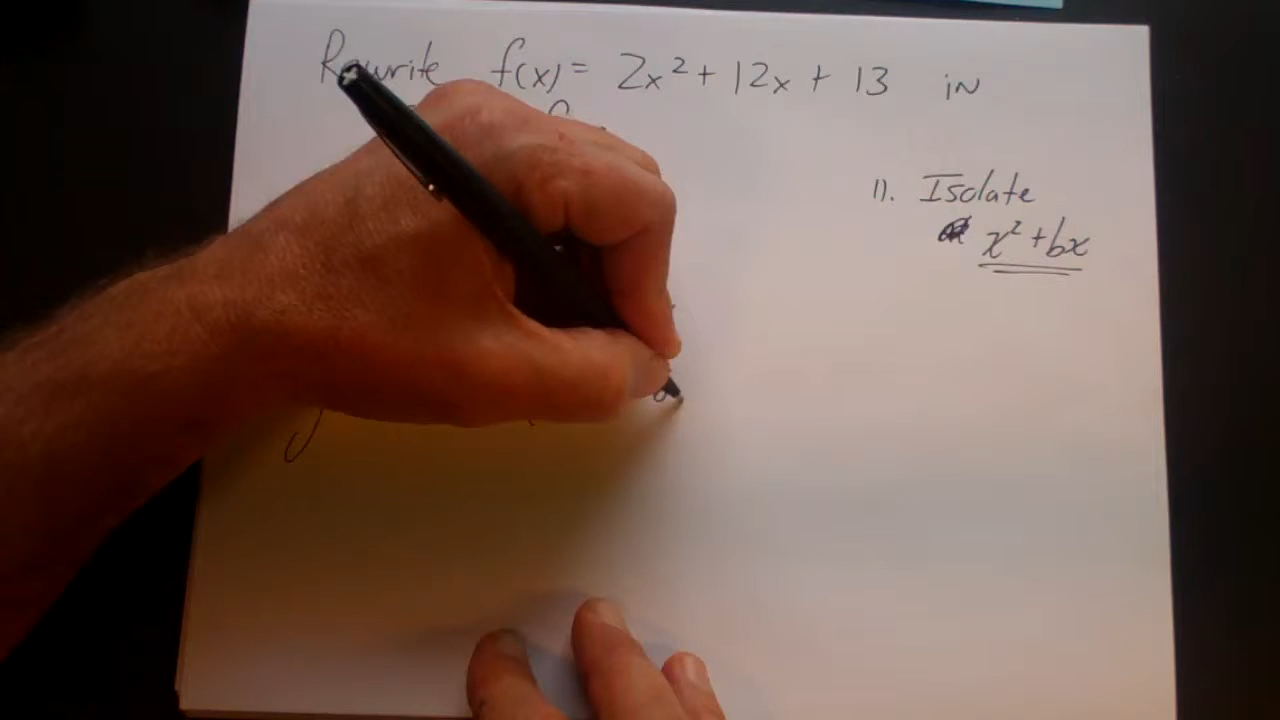 Rewrite f(x) = 2x² + 12x + 13 in
1). Isolate
x² + bx